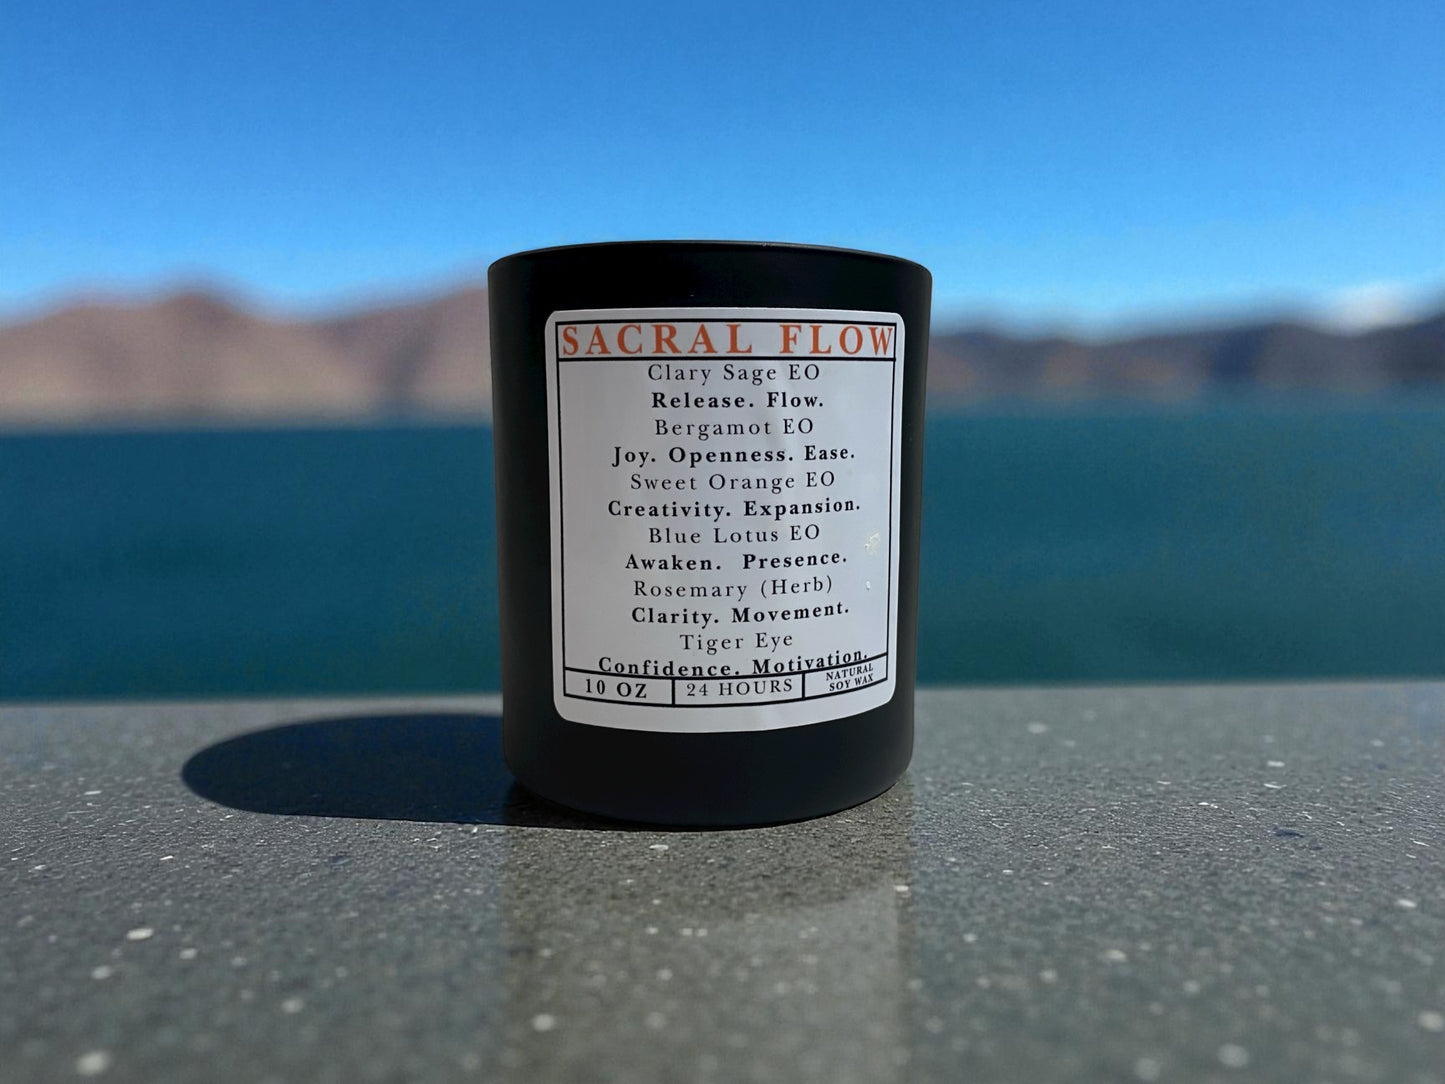 SACRAL FLOW
Clary Sage EO
Release. Flow.
Bergamot EO
Joy. Openness. Ease.
Sweet Orange EO
Creativity. Expansion.
Blue Lotus EO
Awaken. Presence.
Rosemary (Herb)
Clarity. Movement.
Tiger Eye
Confidence. Motivation.
10 OZ
24 HOURS
NATURAL
SOY WAX